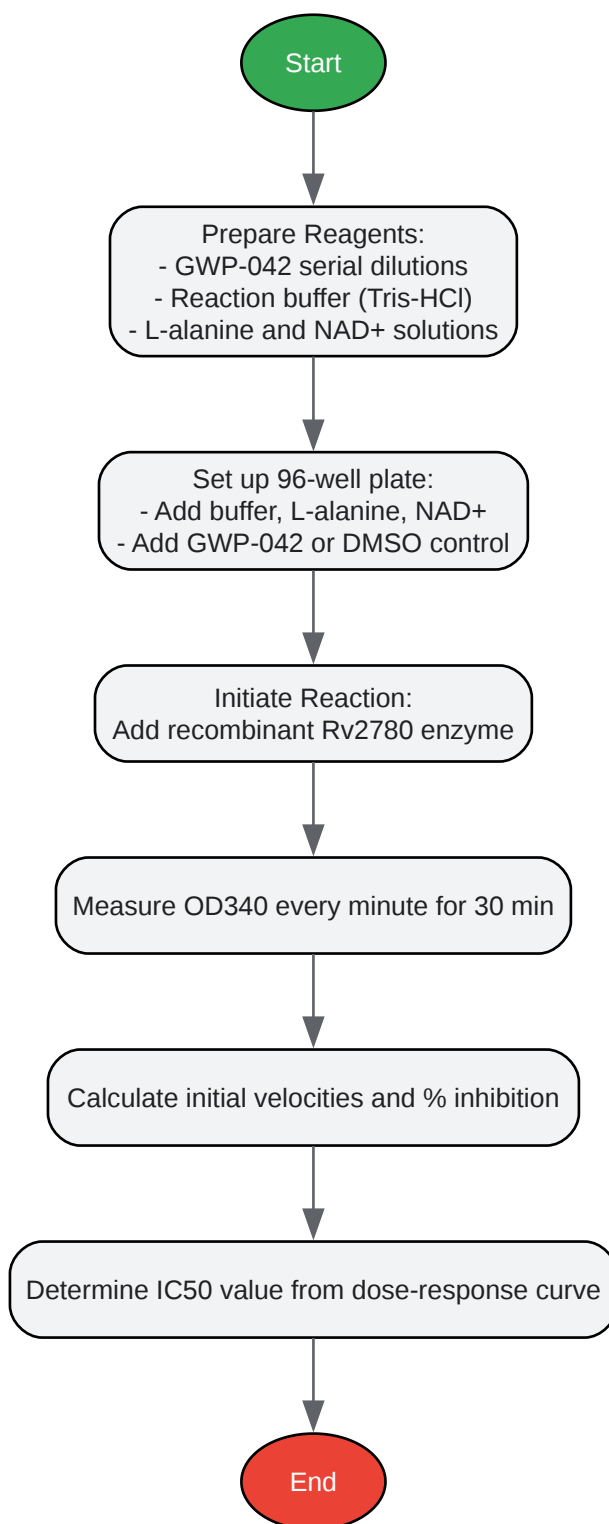 Start
Prepare Reagents:
- GWP-042 serial dilutions
- Reaction buffer (Tris-HCl)
- L-alanine and NAD+ solutions
Set up 96-well plate:
- Add buffer, L-alanine, NAD+
- Add GWP-042 or DMSO control
Initiate Reaction:
Add recombinant Rv2780 enzyme
Measure OD340 every minute for 30 min
Calculate initial velocities and % inhibition
Determine IC50 value from dose-response curve
End